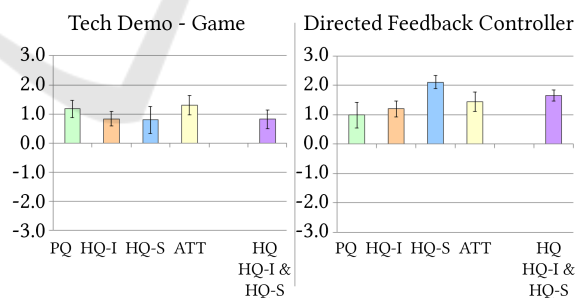 Tech Demo - Game
3.0
2.0
1.0
0.0
-1.0
-2.0
-3.0
PQ HQ-I HQ-S ATT HQ
HQ-I &
HQ-S
Directed Feedback Controller
3.0
2.0
1.0
0.0
-1.0
-2.0
-3.0
PQ HQ-I HQ-S ATT HQ
HQ-I &
HQ-S